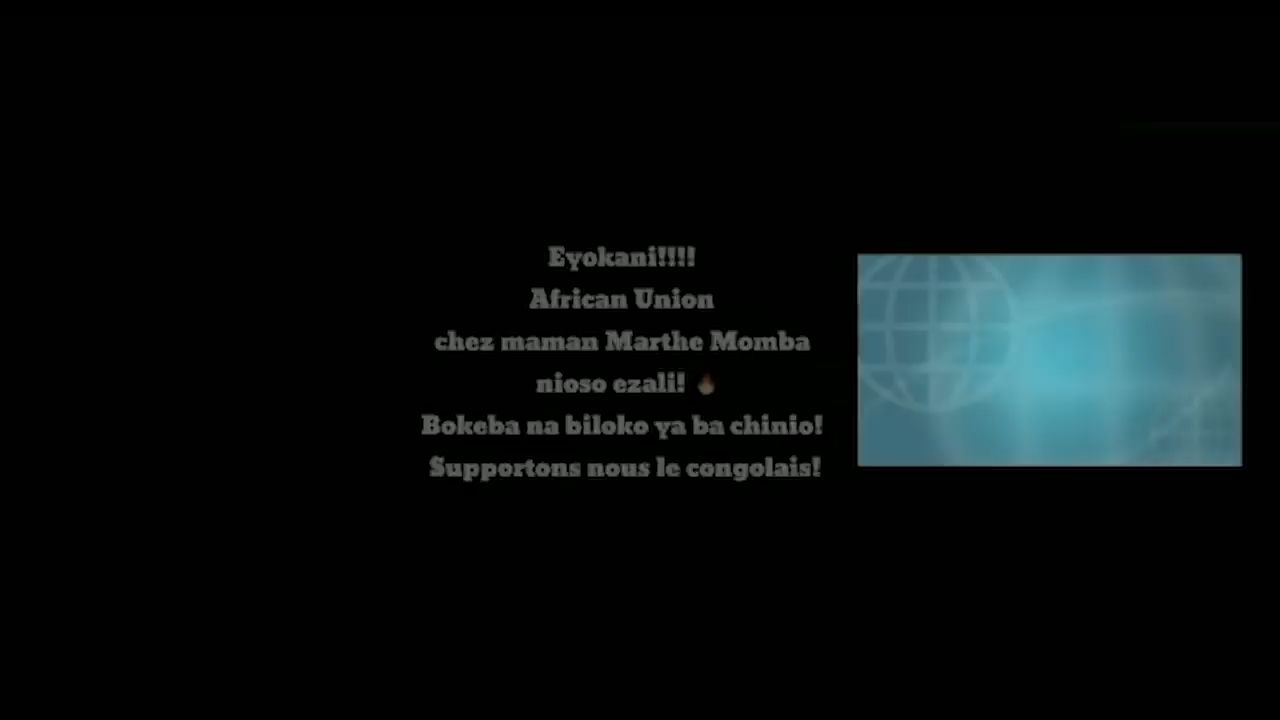 Eyokani!!!!
African Union
chez maman Marthe Momba
nioso ezali! 🔥
Bokeba na biloko ya ba chinio!
Supportons nous le congolais!